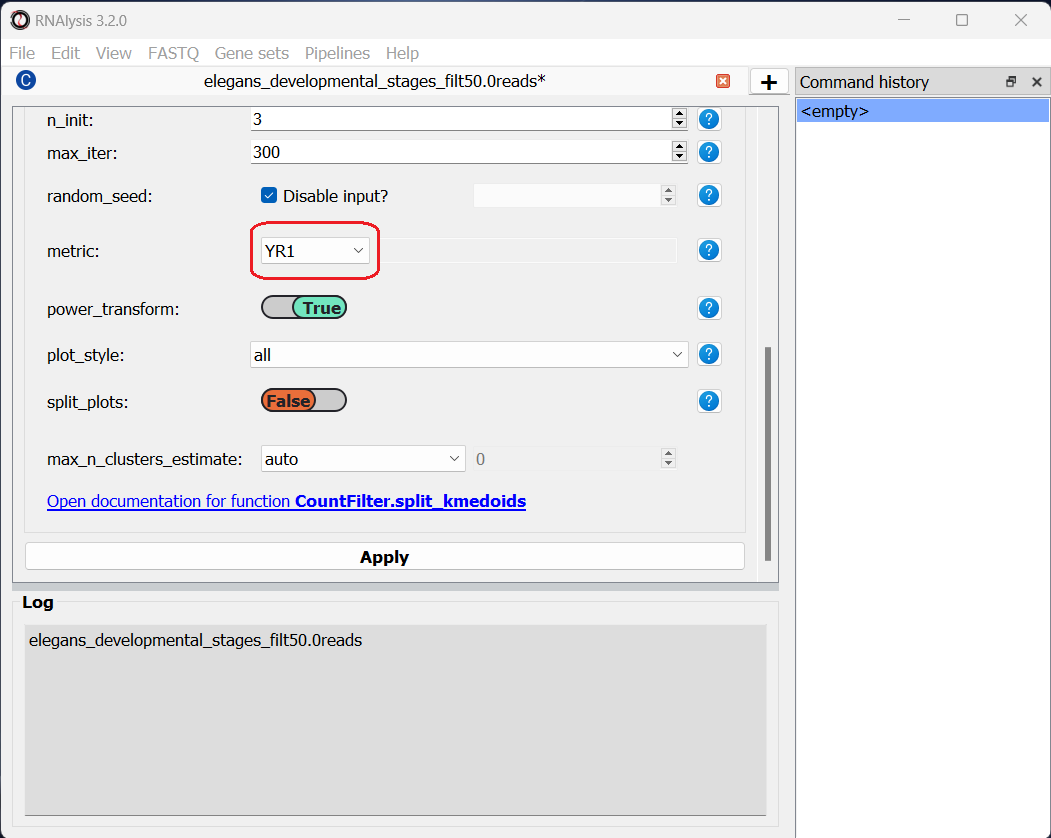 RNAlysis 3.2.0
File Edit View FASTQ Gene sets Pipelines Help
C elegans_developmental_stages_filt50.0reads* + Command history
<empty>
n_init: 3 ?
max_iter: 300 ?
random_seed: Disable input? ?
metric: YR1 ?
power_transform: True ?
plot_style: all ?
split_plots: False ?
max_n_clusters_estimate: auto 0
Open documentation for function CountFilter.split_kmedoids
Apply
Log
elegans_developmental_stages_filt50.0reads